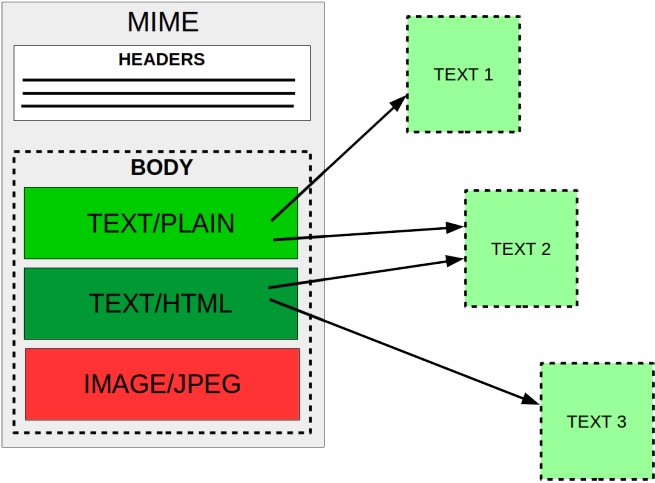 MIME
HEADERS
BODY
TEXT/PLAIN
TEXT/HTML
IMAGE/JPEG
TEXT 1
TEXT 2
TEXT 3